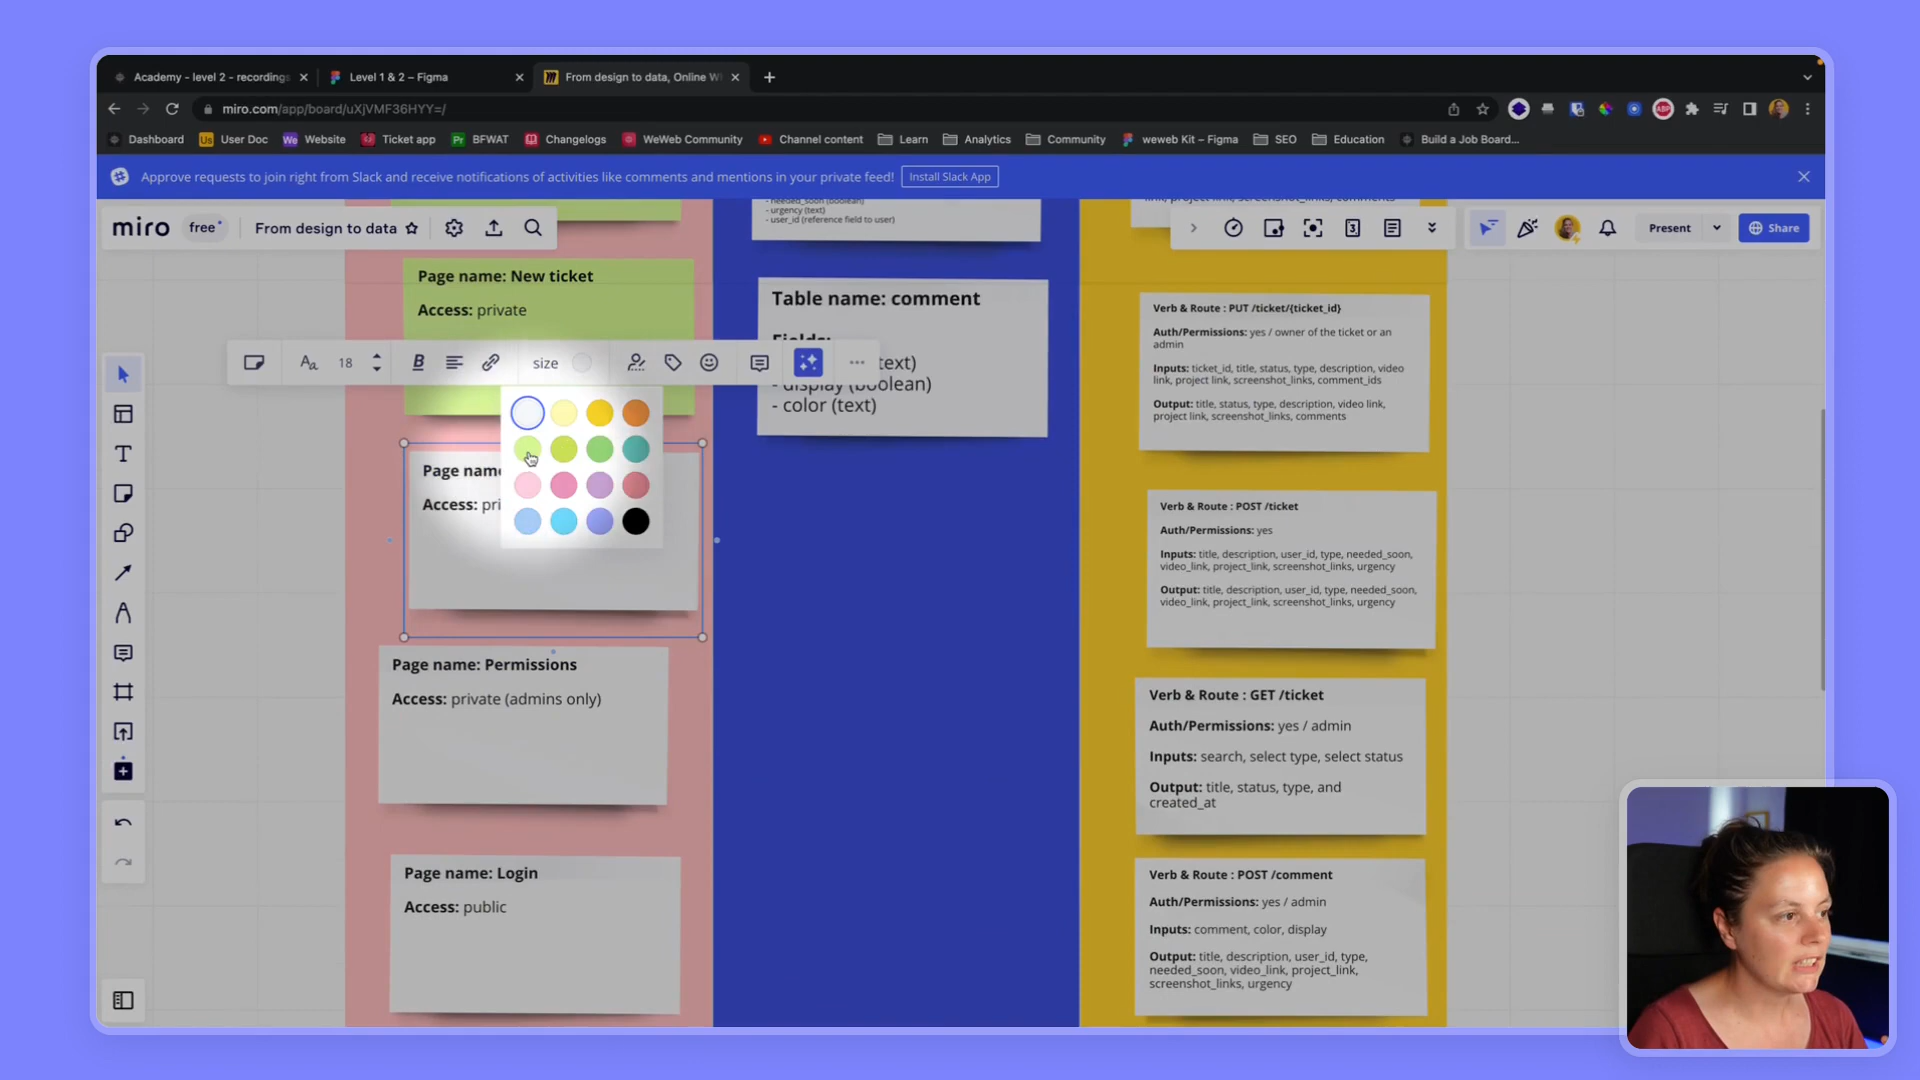 Academy - level 2 - recordings
Level 1 & 2 – Figma
From design to data, Online W
miro.com/app/board/uXjVMF36HYY=/
Dashboard
User Doc
Website
Ticket app
BFWAT
Changelogs
WeWeb Community
Channel content
Learn
Analytics
Community
weweb Kit – Figma
SEO
Education
Build a Job Board...
Approve requests to join right from Slack and receive notifications of activities like comments and mentions in your private feed!
Install Slack App
miro
free
From design to data
Present
Share
Page name: New ticket
Access: private
18
B
size
Page name
Access: pri
Page name: Permissions
Access: private (admins only)
Page name: Login
Access: public
- needed_soon (boolean)
- urgency (text)
- user_id (reference field to user)
Table name: comment
Fields:
text)
- display (boolean)
- color (text)
link, project link, screenshot_links, comments
Verb & Route : PUT /ticket/{ticket_id}
Auth/Permissions: yes / owner of the ticket or an
admin
Inputs: ticket_id, title, status, type, description, video
link, project link, screenshot_links, comment_ids
Output: title, status, type, description, video link,
project link, screenshot_links, comments
Verb & Route : POST /ticket
Auth/Permissions: yes
Inputs: title, description, user_id, type, needed_soon,
video_link, project_link, screenshot_links, urgency
Output: title, description, user_id, type, needed_soon,
video_link, project_link, screenshot_links, urgency
Verb & Route : GET /ticket
Auth/Permissions: yes / admin
Inputs: search, select type, select status
Output: title, status, type, and
created_at
Verb & Route : POST /comment
Auth/Permissions: yes / admin
Inputs: comment, color, display
Output: title, description, user_id, type,
needed_soon, video_link, project_link,
screenshot_links, urgency